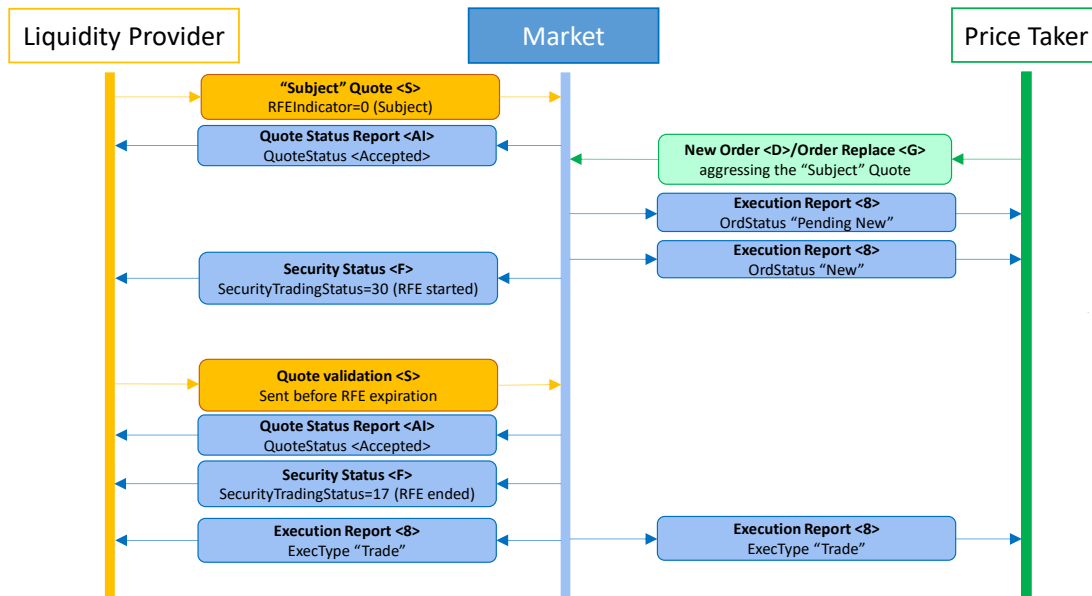 Liquidity Provider
Market
Price Taker
“Subject” Quote <S>
RFEIndicator=0 (Subject)
Quote Status Report <AI>
QuoteStatus <Accepted>
New Order <D>/Order Replace <G>
aggressing the “Subject” Quote
Execution Report <8>
OrdStatus “Pending New”
Execution Report <8>
OrdStatus “New”
Security Status <F>
SecurityTradingStatus=30 (RFE started)
Quote validation <S>
Sent before RFE expiration
Quote Status Report <AI>
QuoteStatus <Accepted>
Security Status <F>
SecurityTradingStatus=17 (RFE ended)
Execution Report <8>
ExecType “Trade”
Execution Report <8>
ExecType “Trade”